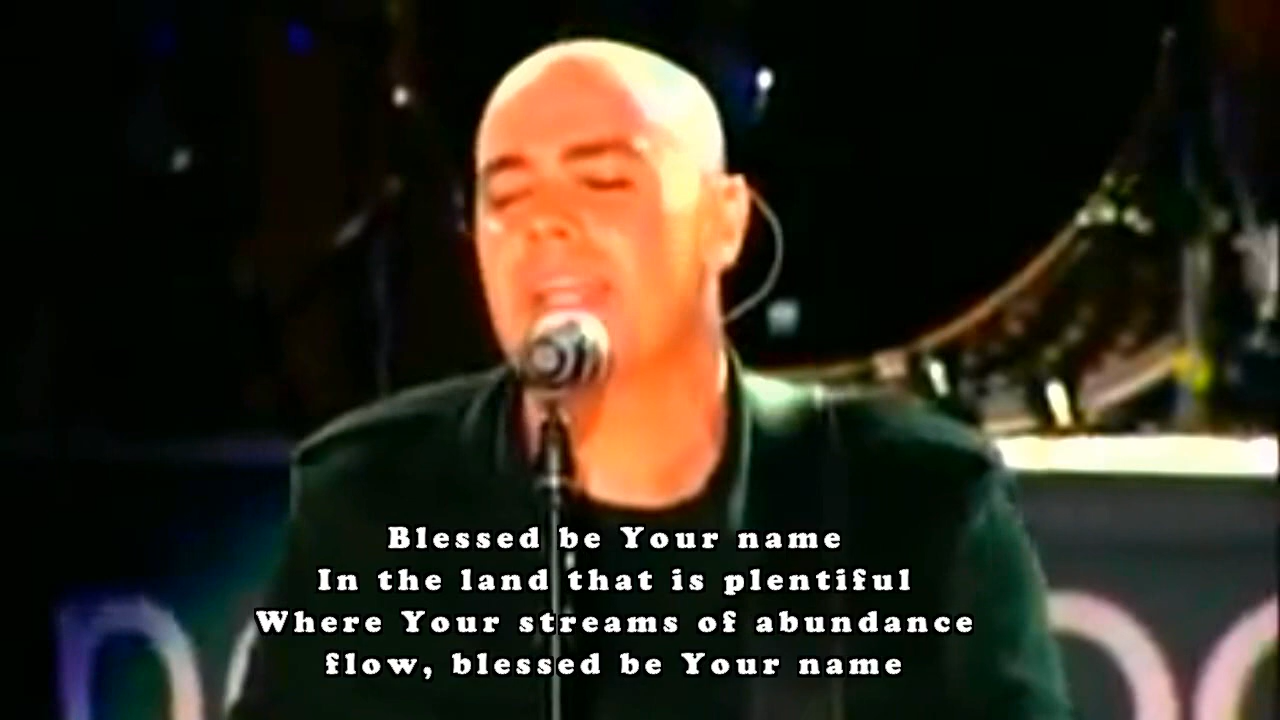 Blessed be Your name
In the land that is plentiful
Where Your streams of abundance
flow, blessed be Your name